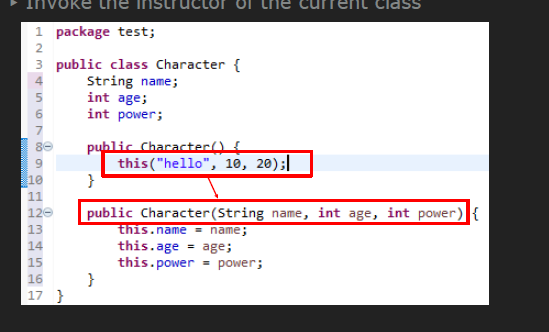 ▸ Invoke the instructor of the current class
1 package test;
2
3 public class Character {
4 String name;
5 int age;
6 int power;
7
8 public Character() {
9 this("hello", 10, 20);
10 }
11
12 public Character(String name, int age, int power) {
13 this.name = name;
14 this.age = age;
15 this.power = power;
16 }
17 }